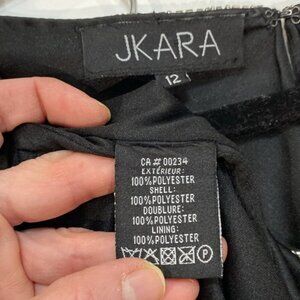 JKARA
12
CA # 00234
EXTÉRIEUR:
100%POLYESTER
SHELL:
100%POLYESTER
DOUBLURE:
100%POLYESTER
LINING:
100%POLYESTER
P